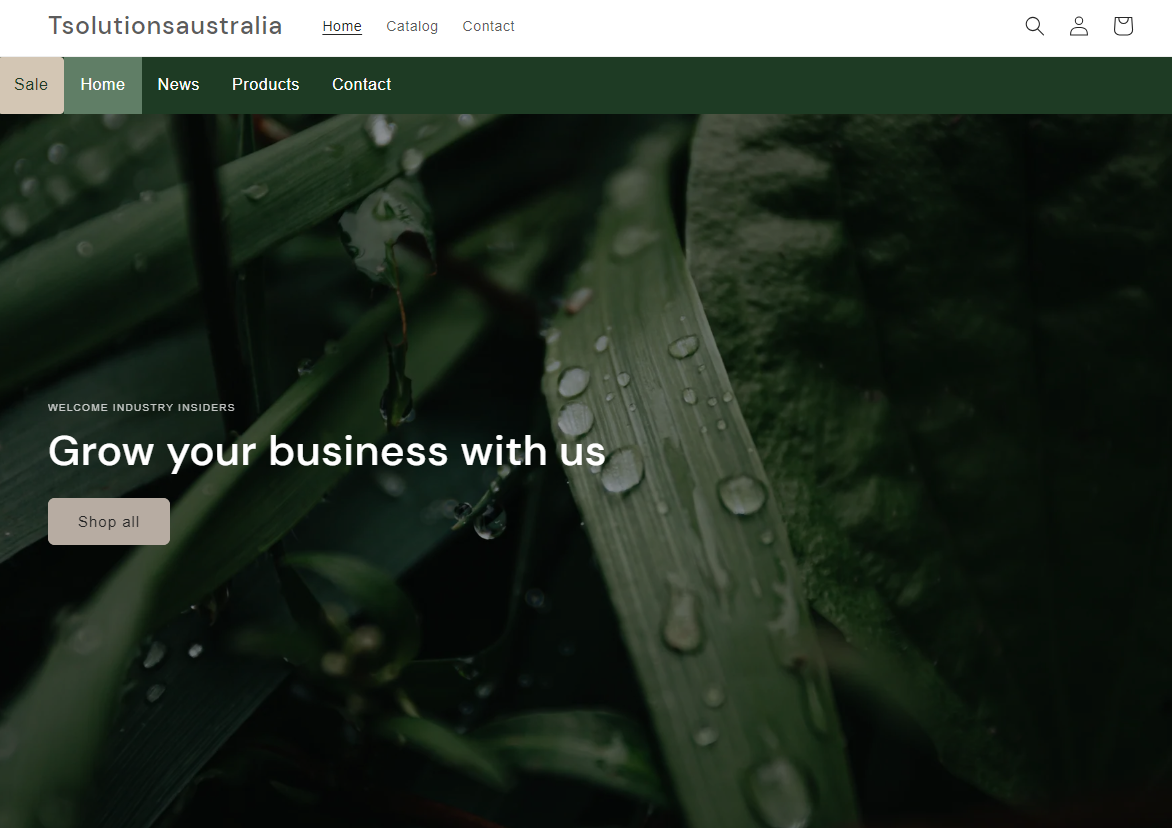 Tsolutionsaustralia Home Catalog Contact
Sale Home News Products Contact
WELCOME INDUSTRY INSIDERS
Grow your business with us
Shop all